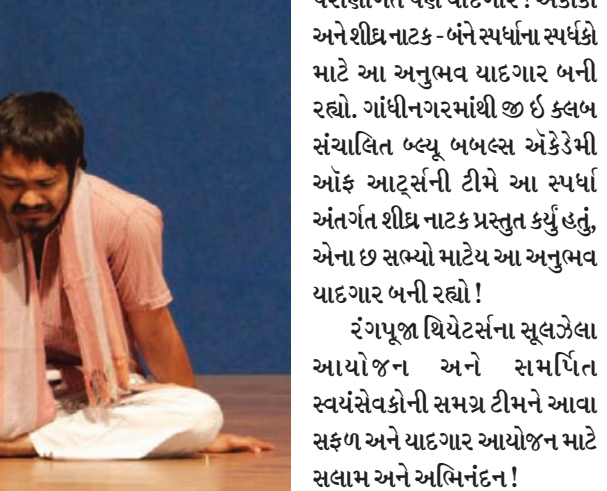 અને શીઘ્ર નાટક - બંને સ્પર્ધાના સ્પર્ધકો
માટે આ અનુભવ યાદગાર બની
રહ્યો. ગાંધીનગરમાંથી જી ઇ ક્લબ
સંચાલિત બ્લ્યૂ બબલ્સ ઍકેડેમી
ઑફ આર્ટ્સની ટીમે આ સ્પર્ધા
અંતર્ગત શીઘ્ર નાટક પ્રસ્તુત કર્યું હતું,
એના છ સભ્યો માટેય આ અનુભવ
યાદગાર બની રહ્યો !
રંગપૂજા થિયેટર્સના સૂલઝેલા
આયોજન અને સમર્પિત
સ્વયંસેવકોની સમગ્ર ટીમને આવા
સફળ અને યાદગાર આયોજન માટે
સલામ અને અભિનંદન !